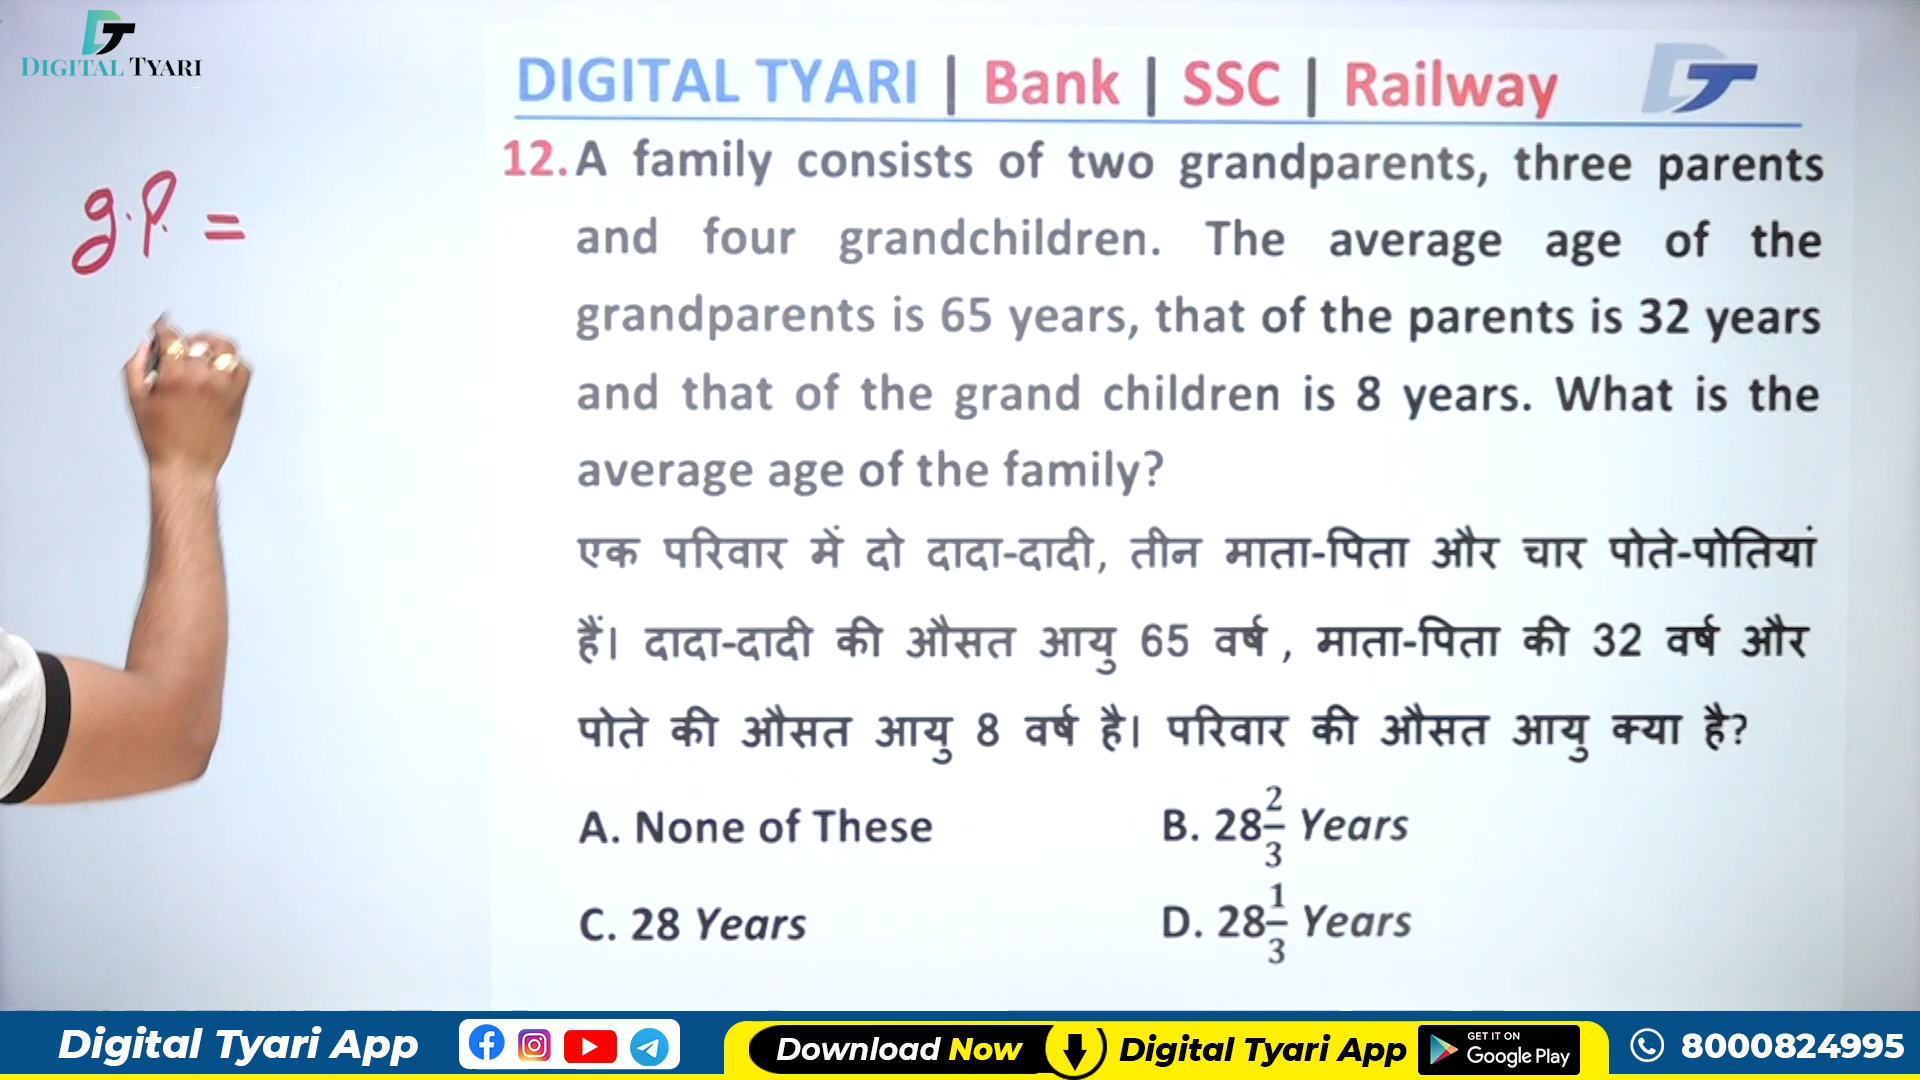 DIGITAL TYARI
DIGITAL TYARI | Bank | SSC | Railway
g.P. =
12. A family consists of two grandparents, three parents
and four grandchildren. The average age of the
grandparents is 65 years, that of the parents is 32 years
and that of the grand children is 8 years. What is the
average age of the family?
एक परिवार में दो दादा-दादी, तीन माता-पिता और चार पोते-पोतियां
हैं। दादा-दादी की औसत आयु 65 वर्ष , माता-पिता की 32 वर्ष और
पोते की औसत आयु 8 वर्ष है। परिवार की औसत आयु क्या है?
A. None of These B. 28 2/3 Years
C. 28 Years D. 28 1/3 Years
Digital Tyari App Download Now Digital Tyari App GET IT ON Google Play 8000824995